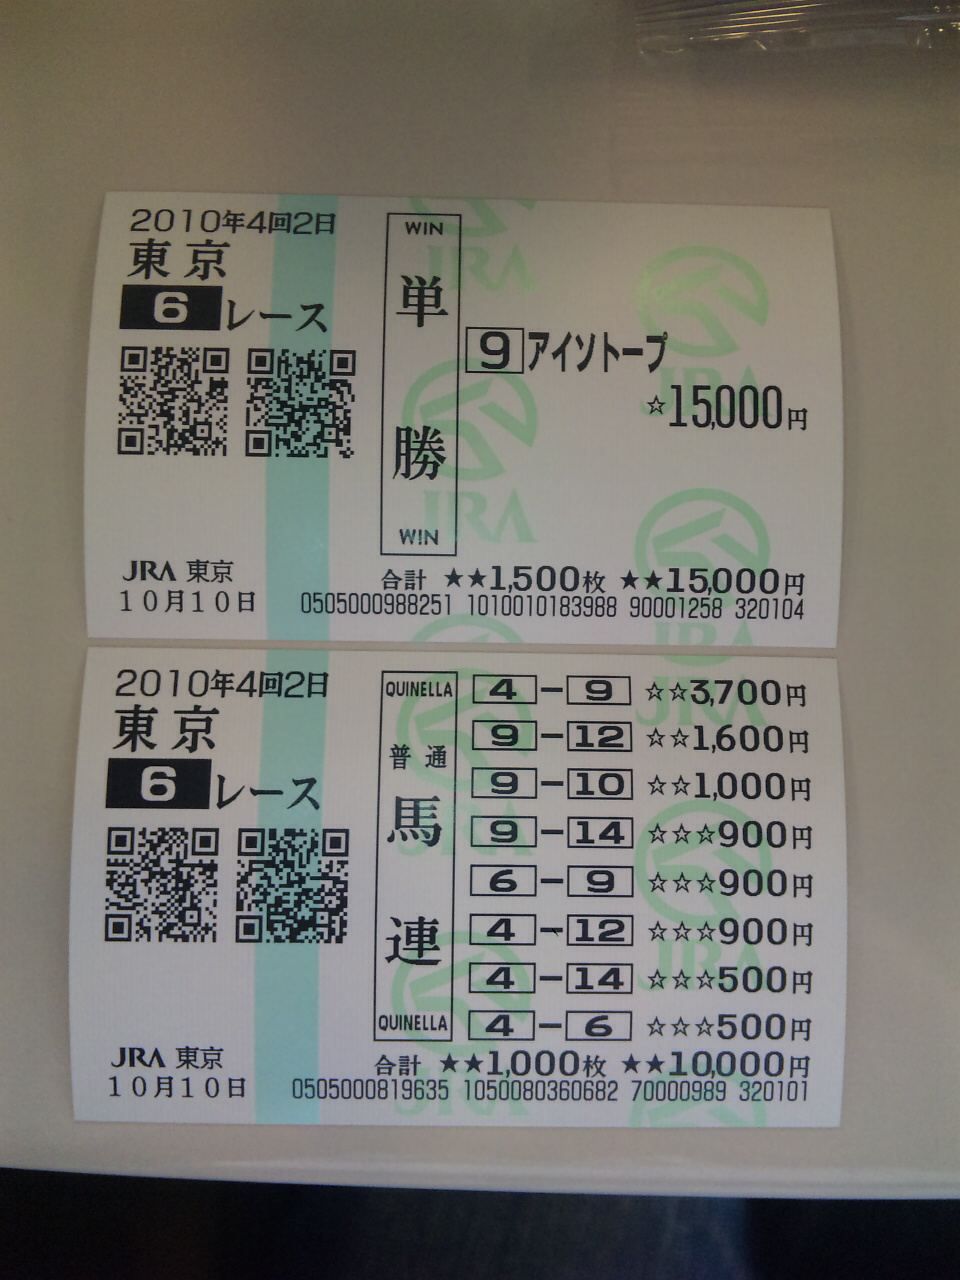 2010年4回2日
東京
6レース
WIN
単勝
WIN
9アイソトープ
☆15,000円
JRA 東京
10月10日
合計 ★★1,500枚 ★★15,000円
0505000988251 1010010183988 90001258 320104
2010年4回2日
東京
6レース
QUINELLA
普通
馬連
QUINELLA
4-9 ☆☆3,700円
9-12 ☆☆1,600円
9-10 ☆☆1,000円
9-14 ☆☆☆900円
6-9 ☆☆☆900円
4-12 ☆☆☆900円
4-14 ☆☆☆500円
4-6 ☆☆☆500円
JRA 東京
10月10日
合計 ★★1,000枚 ★★10,000円
0505000819635 1050080360682 70000989 320101